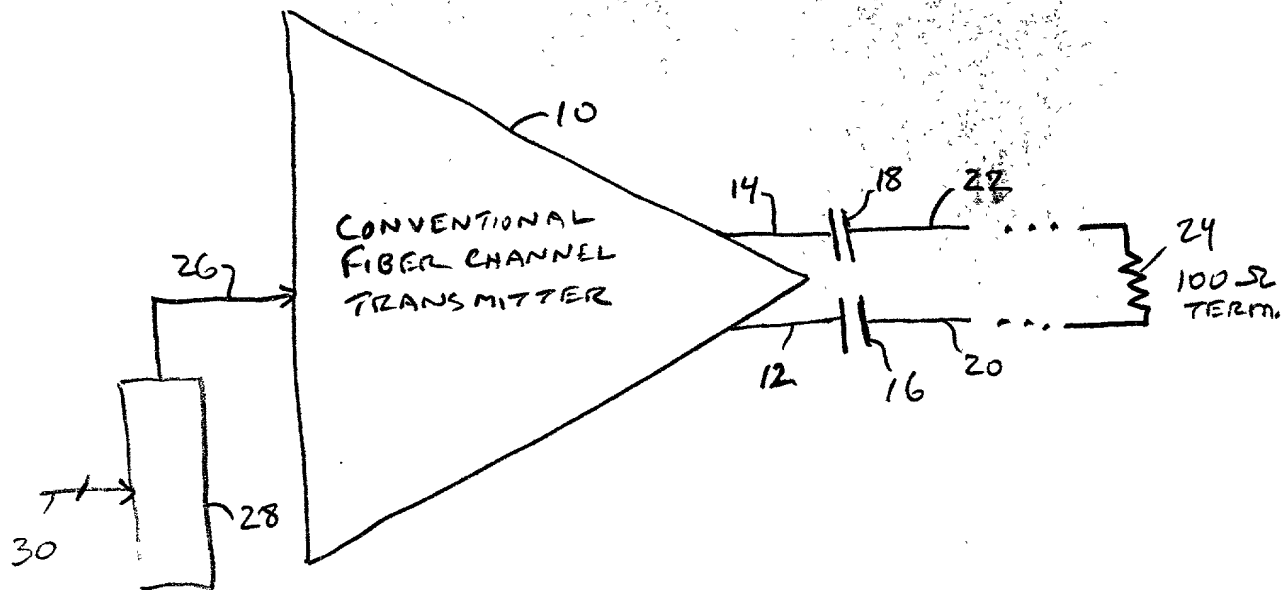 10
14
18
22
CONVENTIONAL
FIBER CHANNEL
TRANSMITTER
24
100 Ω
TERM.
26
12
16
20
28
30